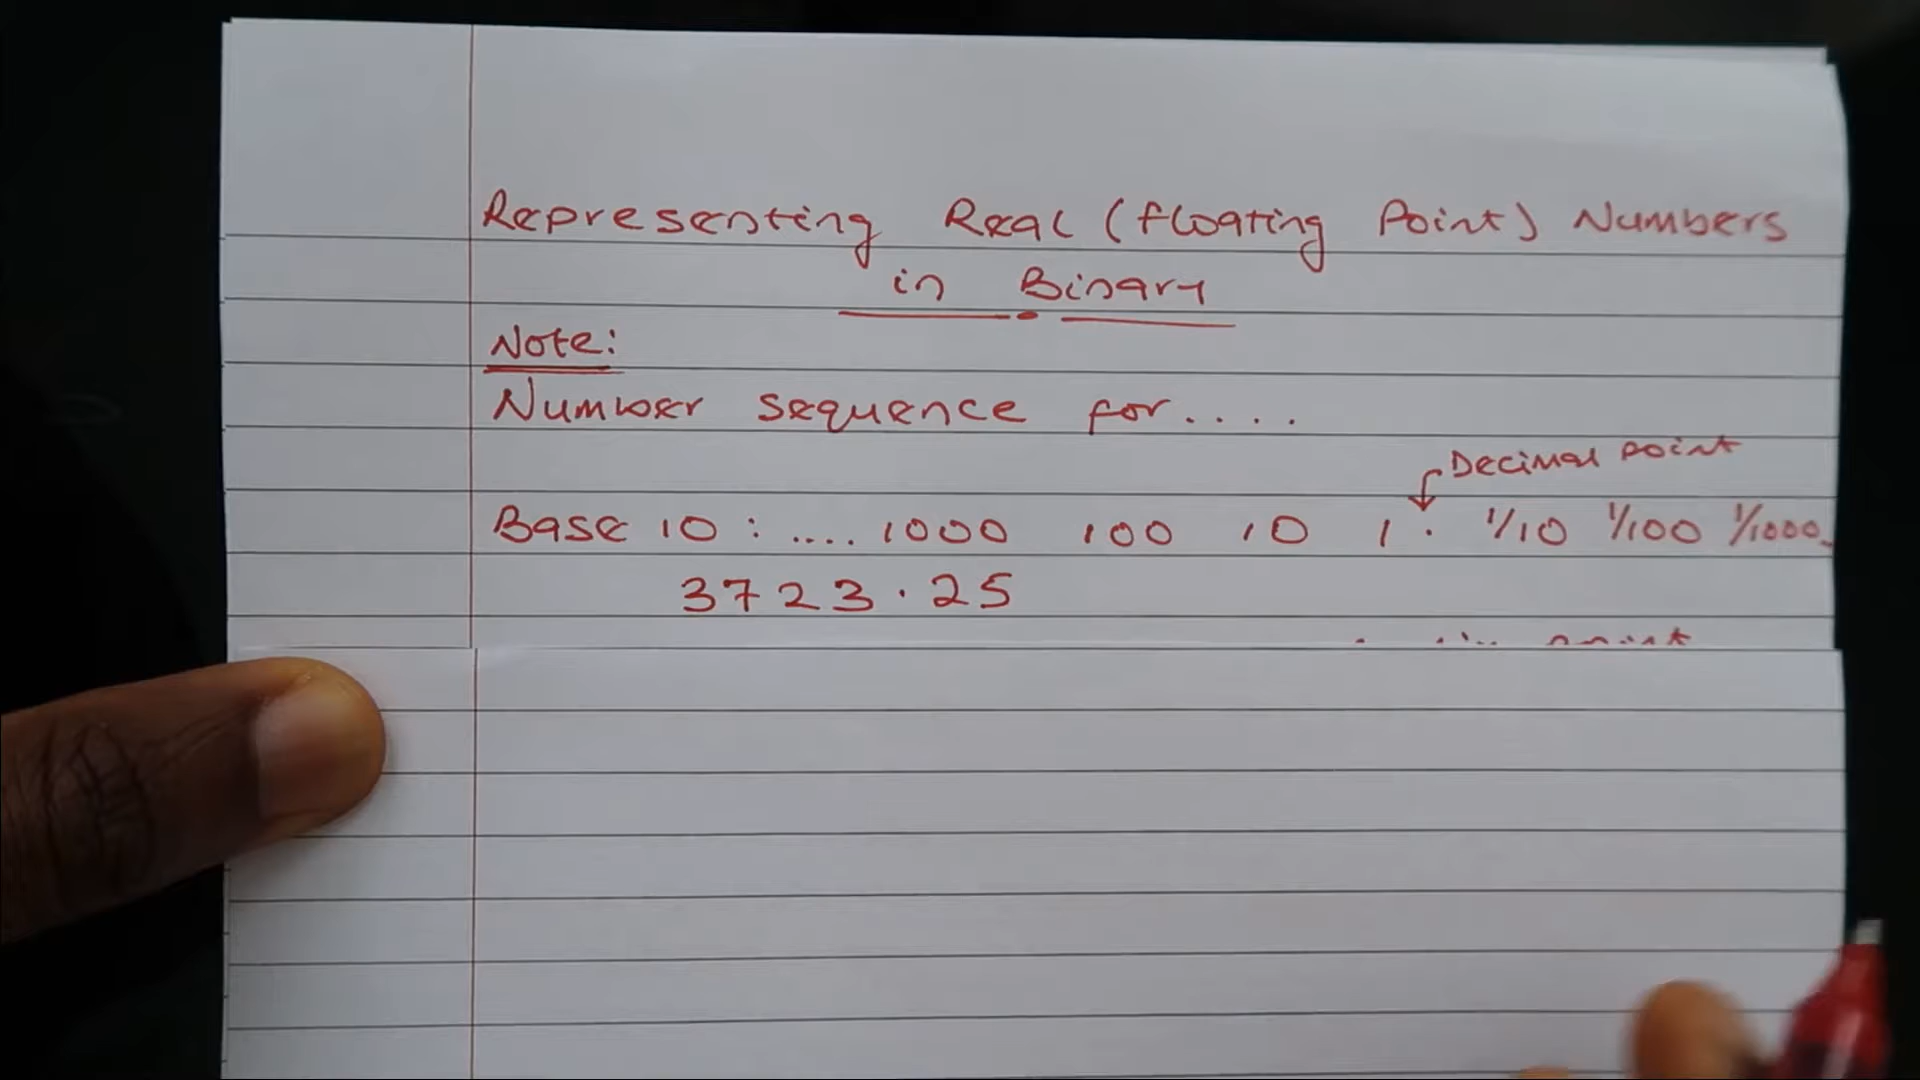 Representing Real (floating Point) Numbers
in Binary
Note:
Number sequence for....
Decimal point
Base 10 : .... 1000 100 10 1 . 1/10 1/100 1/1000
3723.25